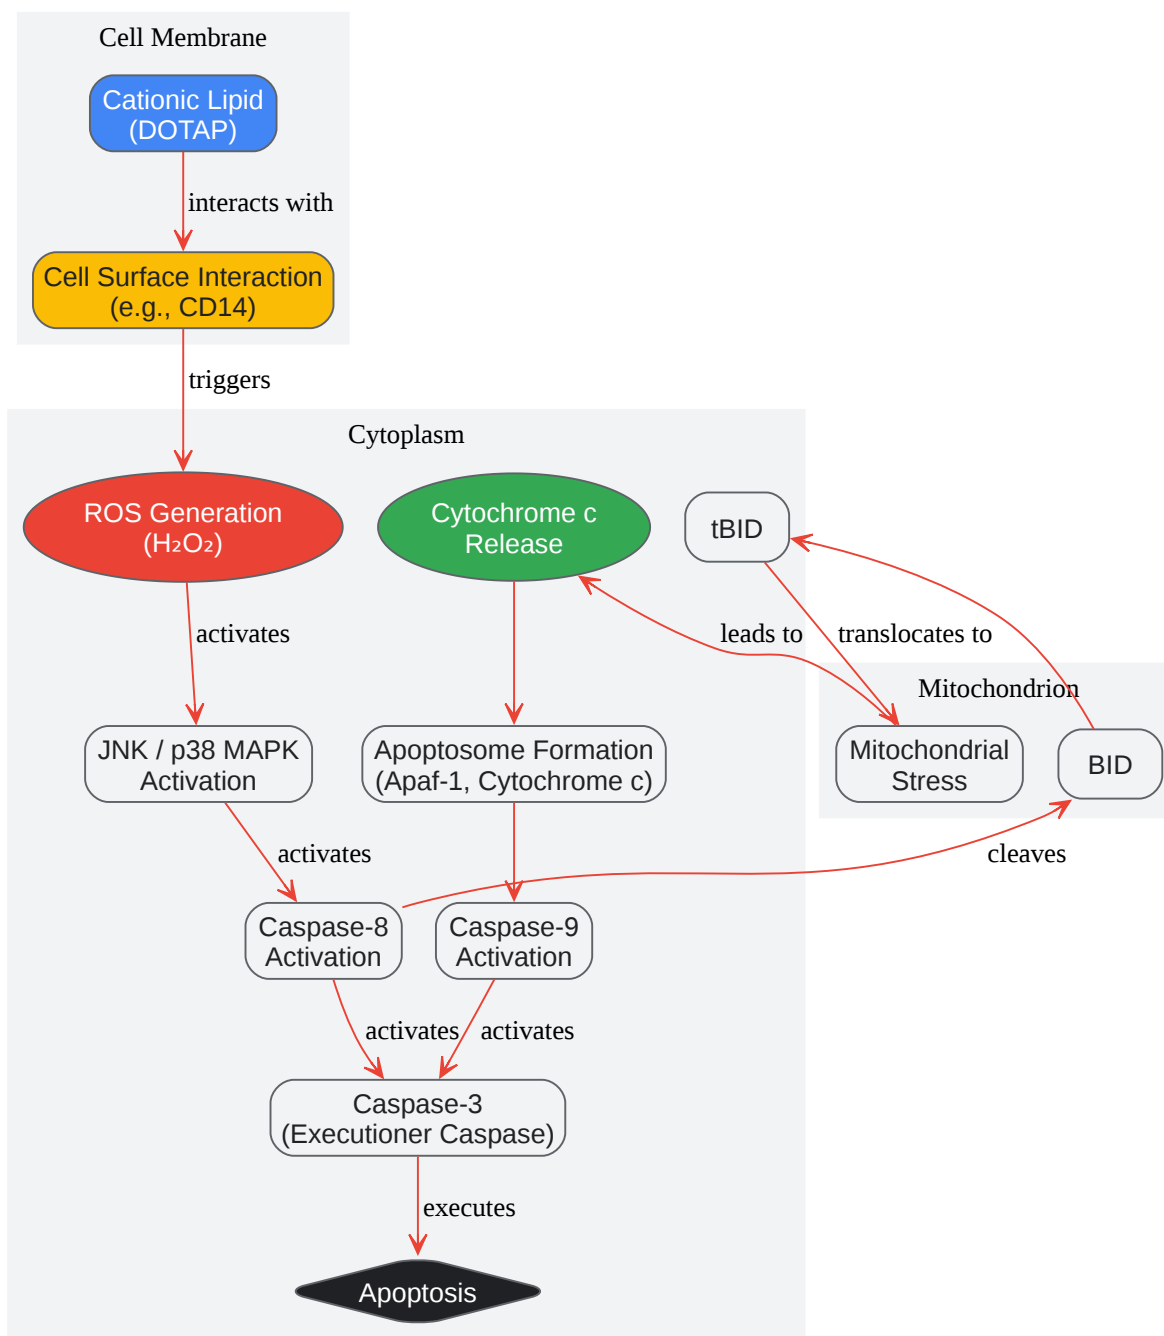 Cell Membrane
Cationic Lipid
(DOTAP)
interacts with
Cell Surface Interaction
(e.g., CD14)
triggers
Cytoplasm
ROS Generation
(H₂O₂)
Cytochrome c
Release
tBID
activates
leads to
translocates to
Mitochondrion
JNK / p38 MAPK
Activation
Apoptosome Formation
(Apaf-1, Cytochrome c)
Mitochondrial
Stress
BID
activates
cleaves
Caspase-8
Activation
Caspase-9
Activation
activates
activates
Caspase-3
(Executioner Caspase)
executes
Apoptosis